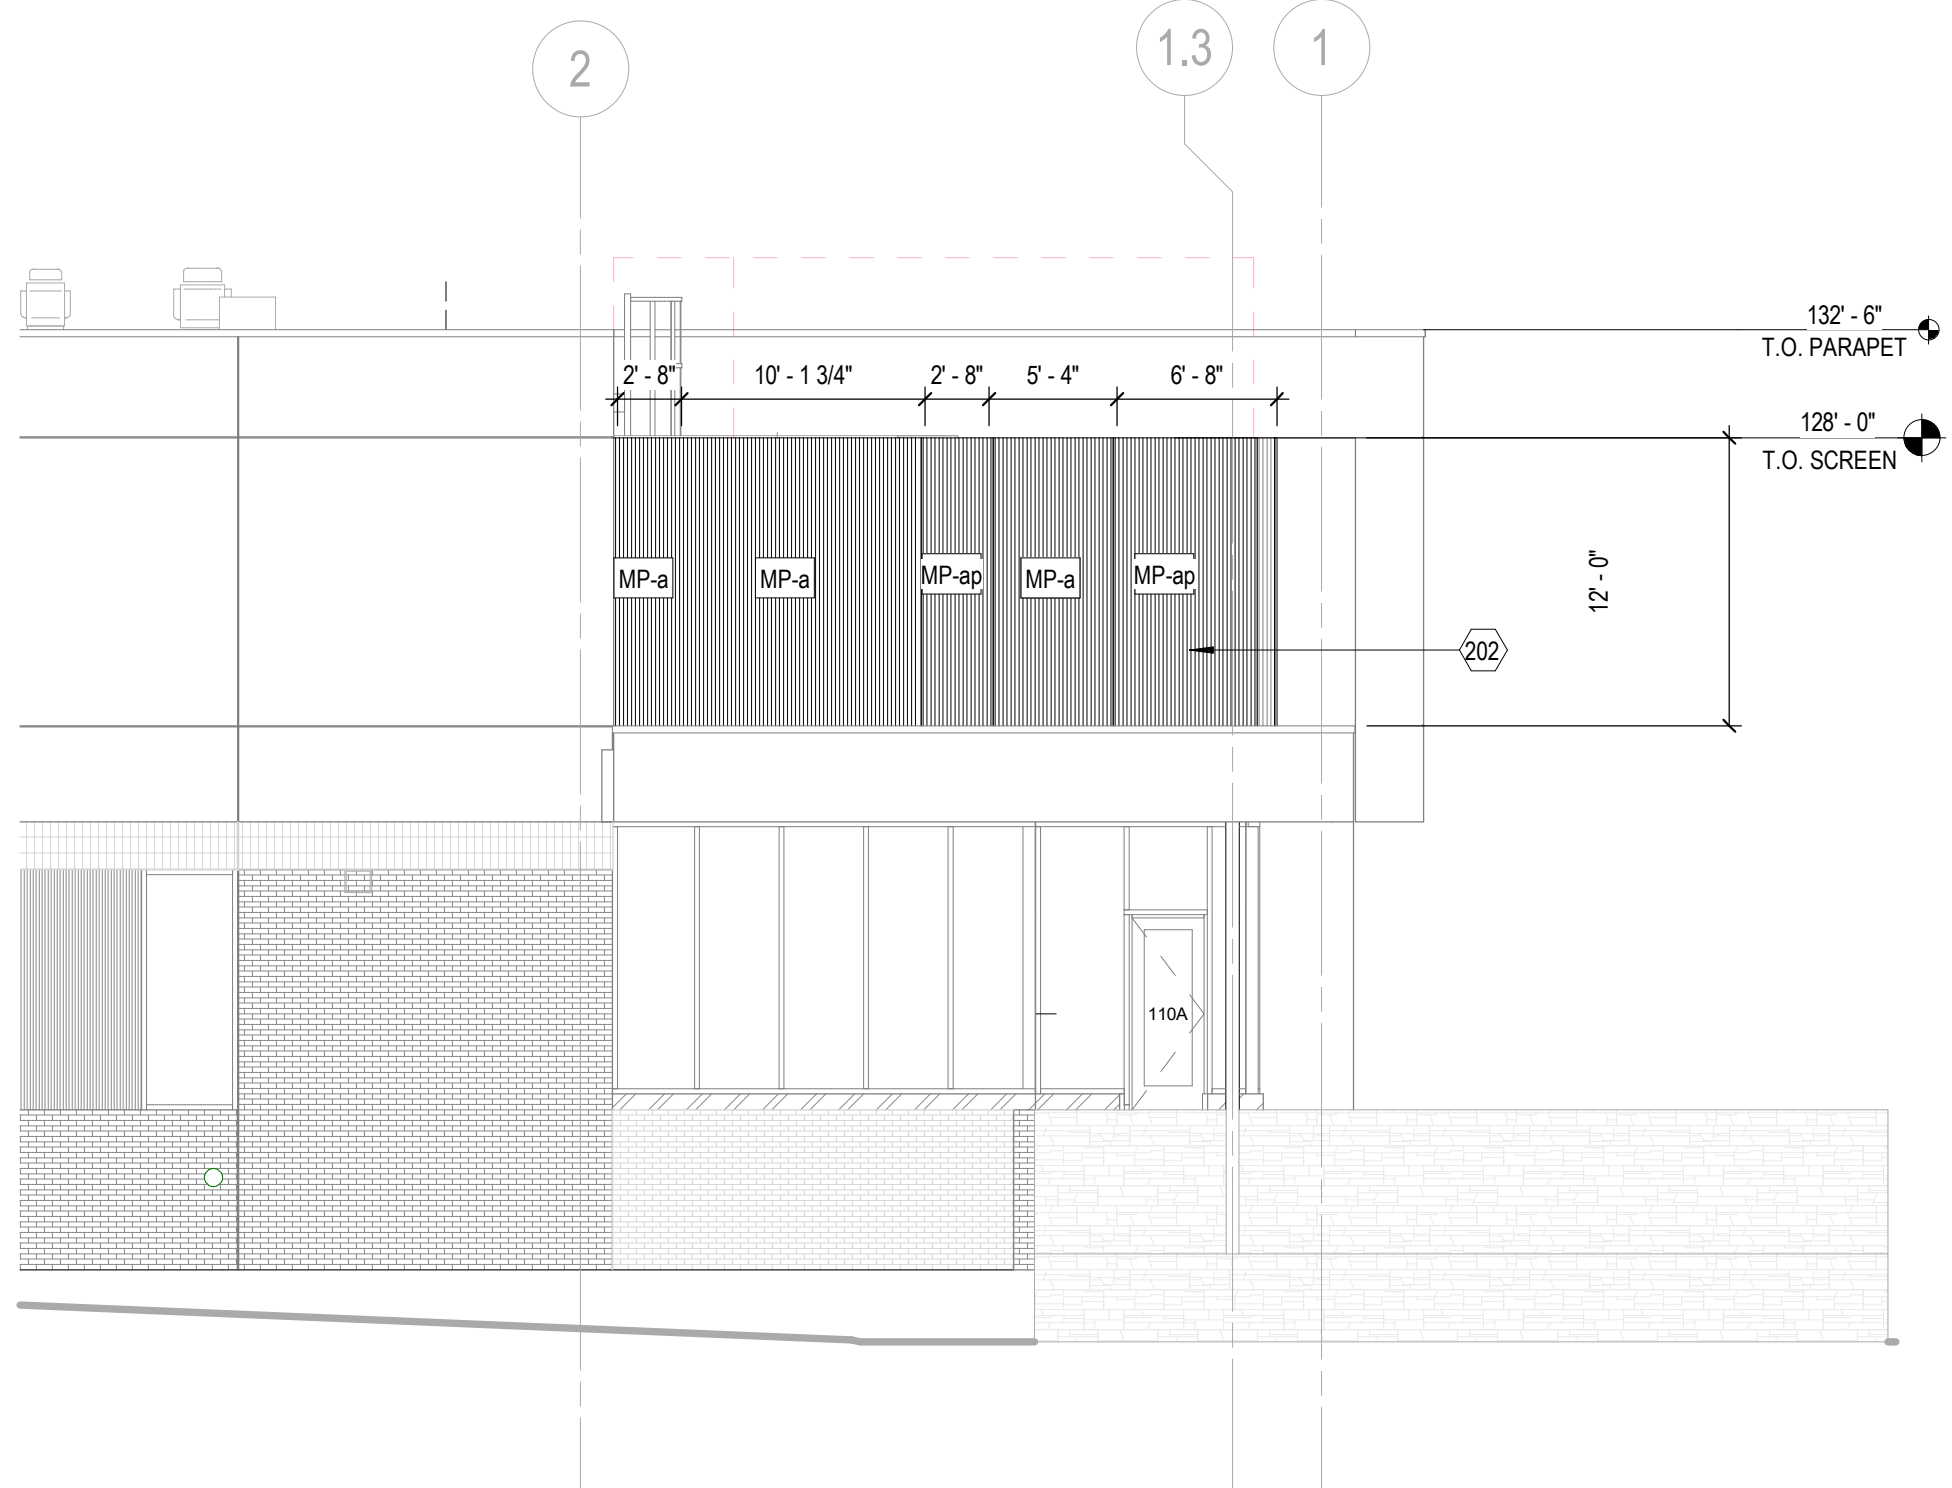 2
1.3
1
132' - 6"
T.O. PARAPET
2' - 8"
10' - 1 3/4"
2' - 8"
5' - 4"
6' - 8"
128' - 0"
T.O. SCREEN
MP-a
MP-a
MP-ap
MP-a
MP-ap
12' - 0"
202
110A